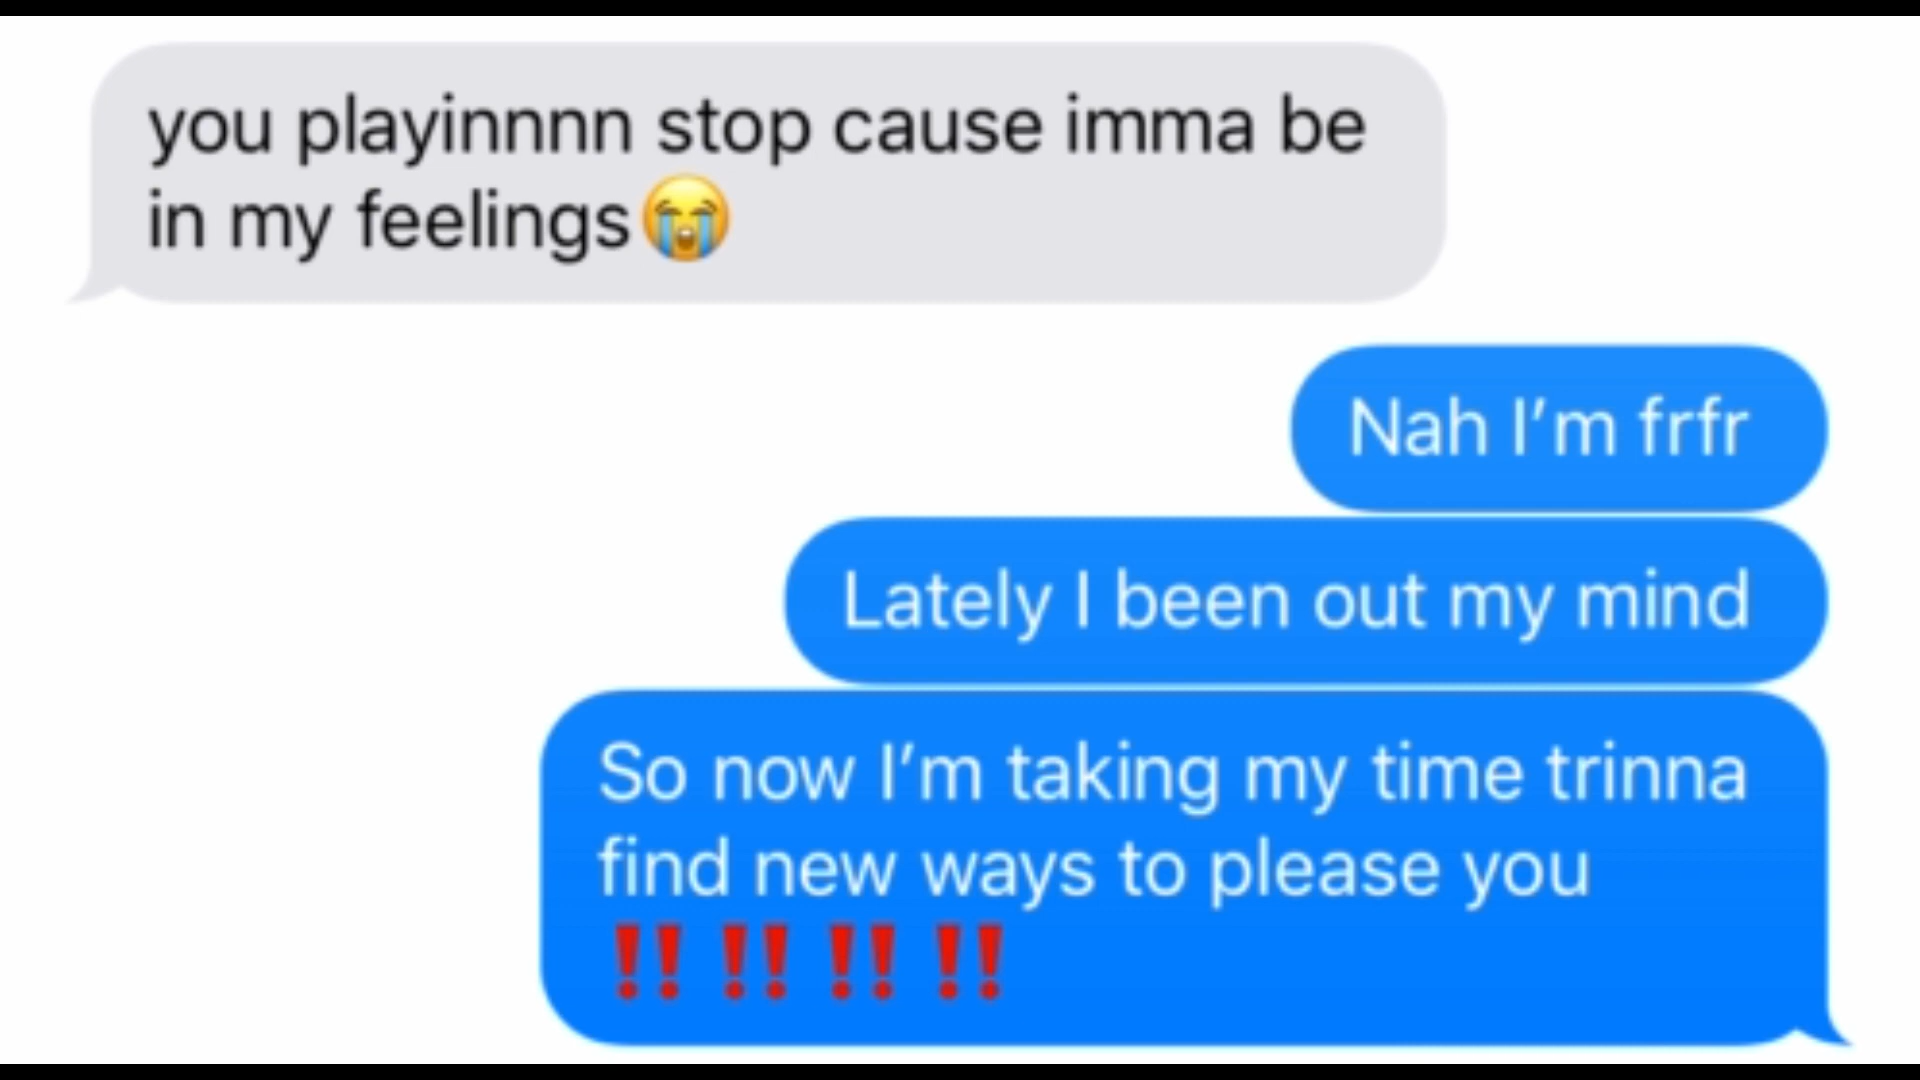 you playinnnn stop cause imma be
in my feelings😭
Nah I’m frfr
Lately I been out my mind
So now I’m taking my time trinna
find new ways to please you
‼️‼️‼️‼️